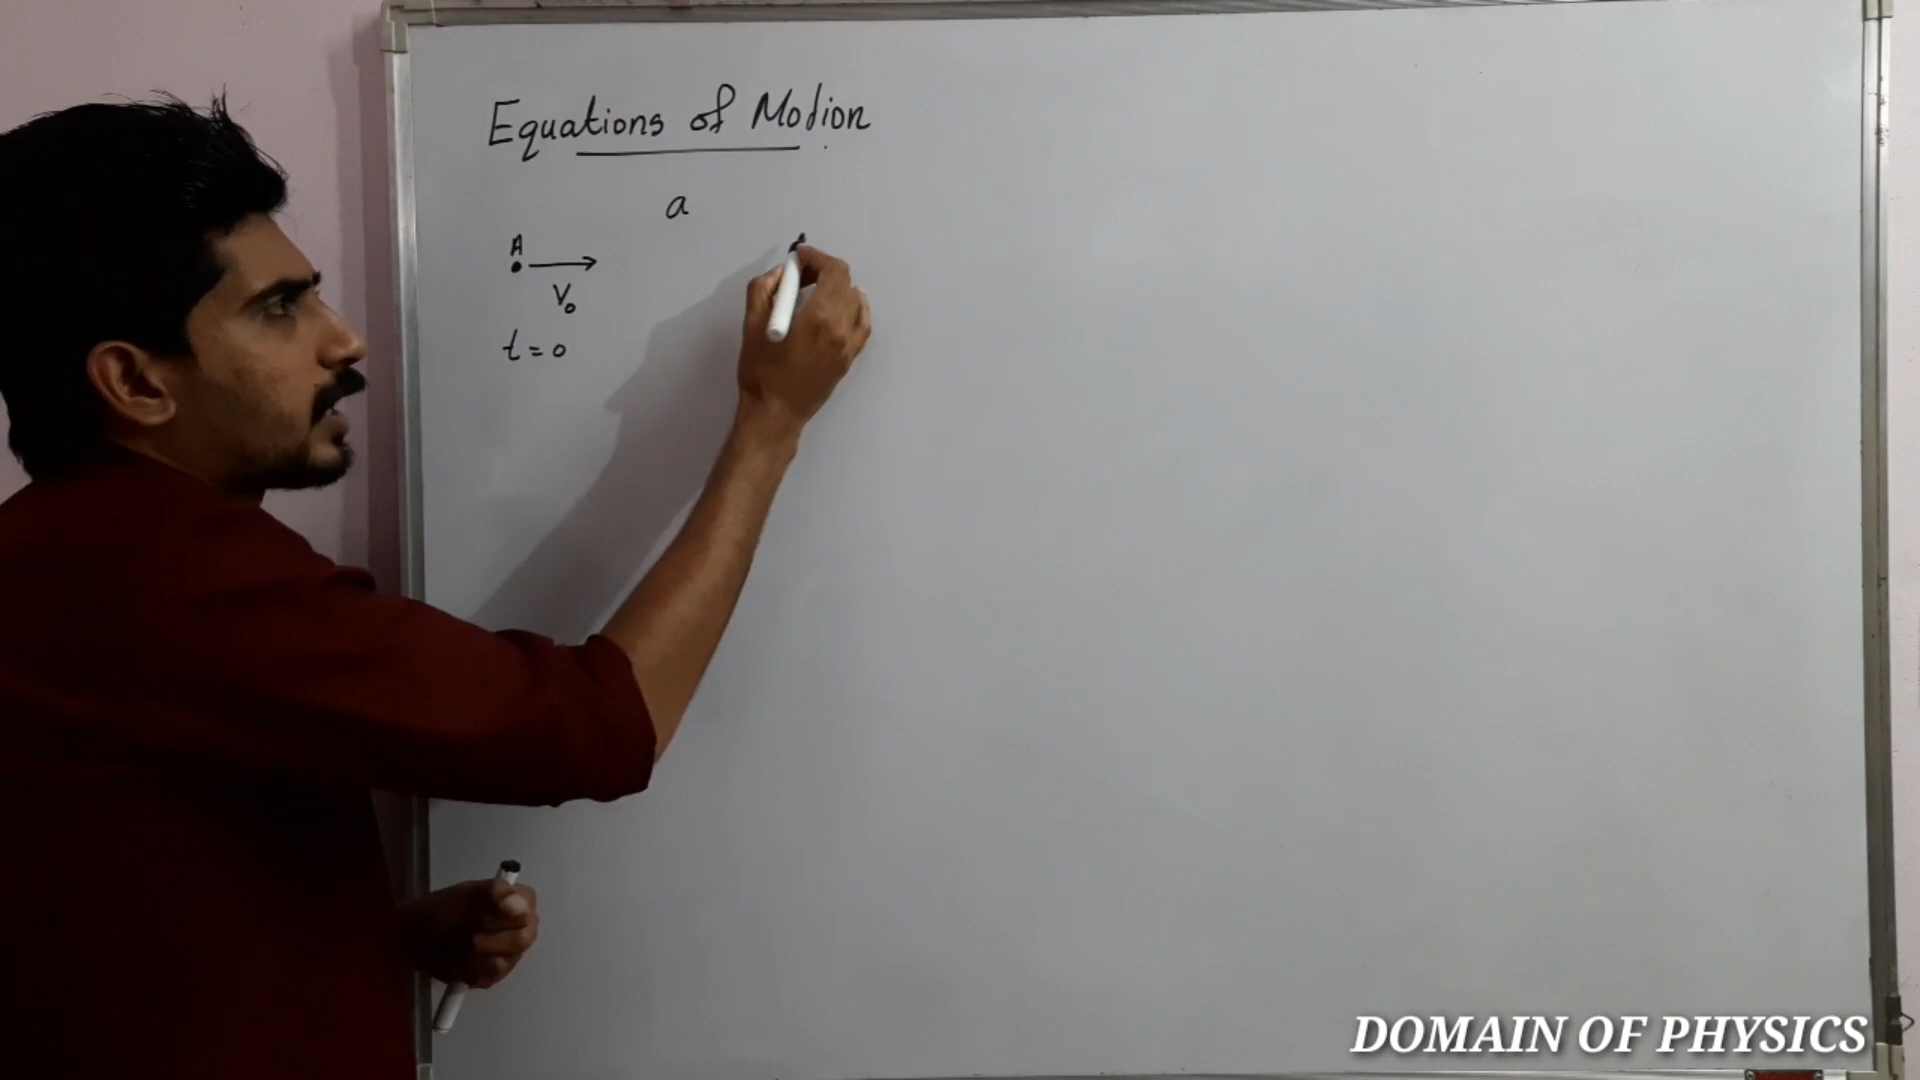 Equations of Motion
a
A
V₀
t = 0
DOMAIN OF PHYSICS